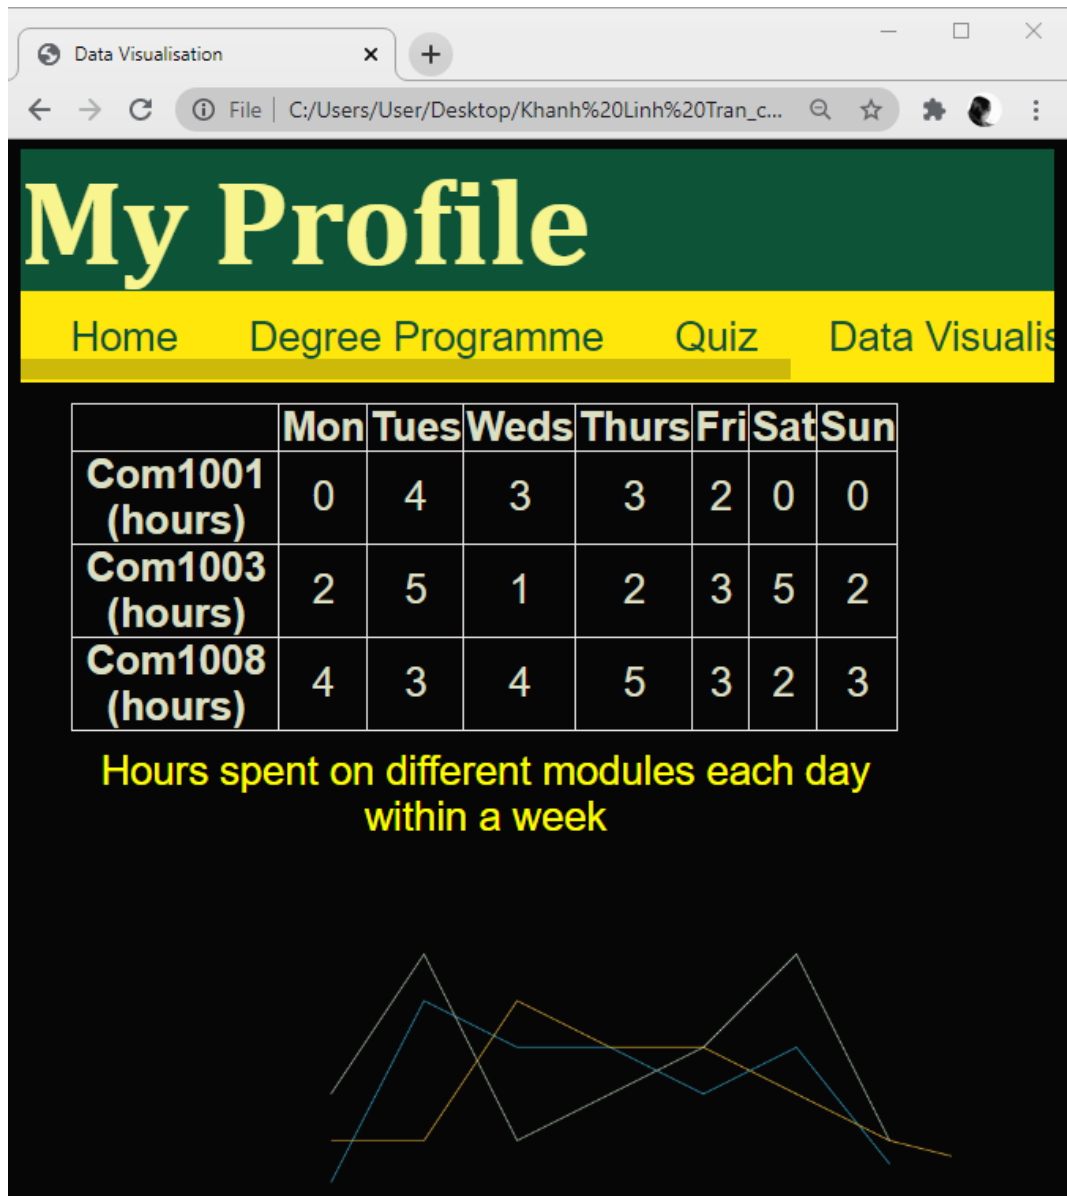 Data Visualisation
File C:/Users/User/Desktop/Khanh%20Linh%20Tran_c...
My Profile
Home Degree Programme Quiz Data Visualis
Mon Tues Weds Thurs Fri Sat Sun
Com1001
(hours) 0 4 3 3 2 0 0
Com1003
(hours) 2 5 1 2 3 5 2
Com1008
(hours) 4 3 4 5 3 2 3
Hours spent on different modules each day
within a week